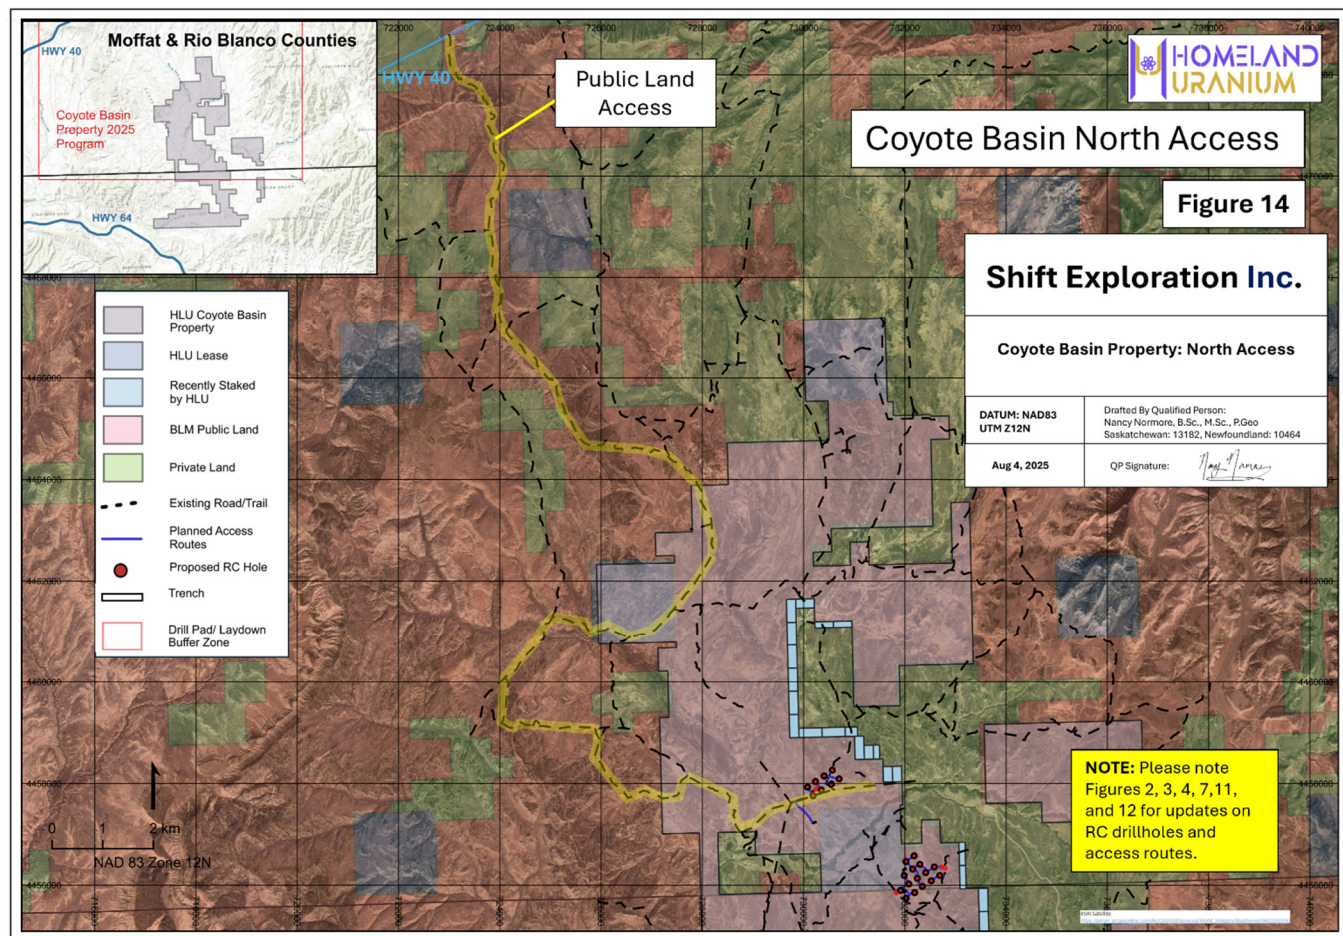 Moffat & Rio Blanco Counties
HWY 40
Coyote Basin
Property 2025
Program
HWY 64
722000
724000
726000
728000
730000
732000
734000
736000
738000
740000
HWY 40
Public Land
Access
HOMELAND
URANIUM
Coyote Basin North Access
4470000
Figure 14
Shift Exploration Inc.
Coyote Basin Property: North Access
DATUM: NAD83
UTM Z12N
Drafted By Qualified Person:
Nancy Normore, B.Sc., M.Sc., P.Geo
Saskatchewan: 13182, Newfoundland: 10464
Aug 4, 2025
QP Signature:
HLU Coyote Basin
Property
HLU Lease
Recently Staked
by HLU
BLM Public Land
Private Land
Existing Road/Trail
Planned Access
Routes
Proposed RC Hole
Trench
Drill Pad/ Laydown
Buffer Zone
4466000
4464000
4464000
4462000
4462000
4460000
4460000
4456000
4456000
NOTE: Please note
Figures 2, 3, 4, 7,11,
and 12 for updates on
RC drillholes and
access routes.
0 1 2 km
NAD 83 Zone 12N